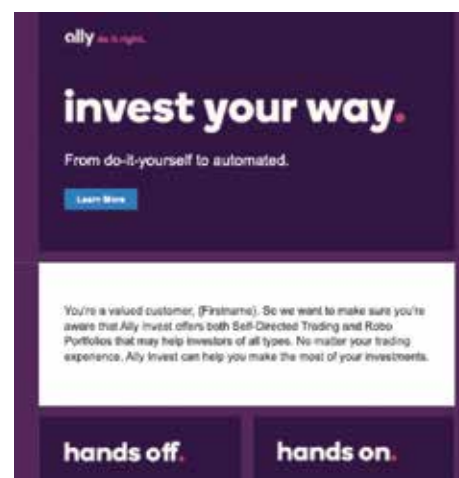 ally do it right.
invest your way.
From do-it-yourself to automated.
Learn More
You're a valued customer, {Firstname}. So we want to make sure you're
aware that Ally Invest offers both Self-Directed Trading and Robo
Portfolios that may help investors of all types. No matter your trading
experience, Ally Invest can help you make the most of your investments.
hands off.
hands on.